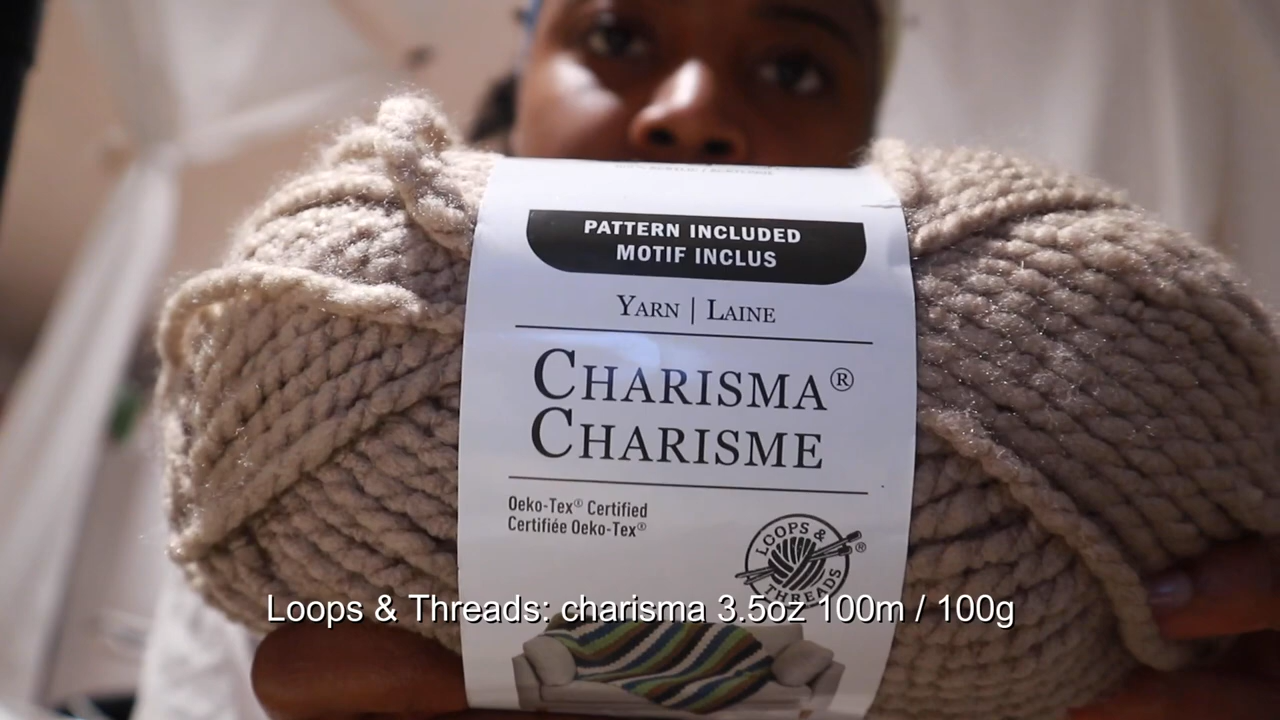 PATTERN INCLUDED
MOTIF INCLUS
YARN | LAINE
CHARISMA®
CHARISME
Oeko-Tex® Certified
Certifiée Oeko-Tex®
LOOPS &
THREADS
®
Loops & Threads: charisma 3.5oz 100m / 100g